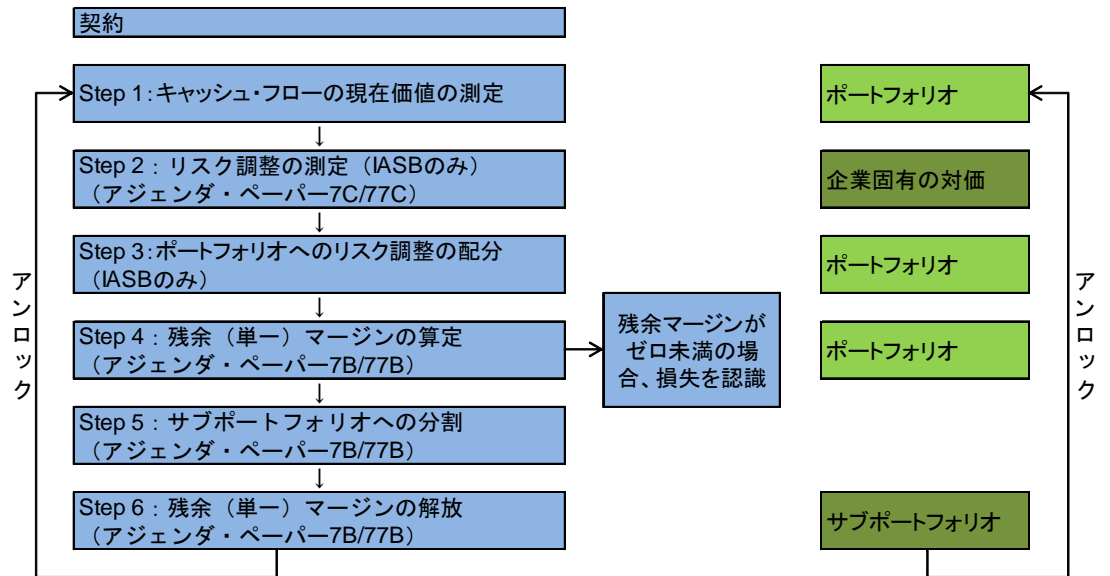 契約
Step 1：キャッシュ・フローの現在価値の測定
ポートフォリオ
↓
Step 2：リスク調整の測定（IASBのみ）
（アジェンダ・ペーパー7C/77C）
企業固有の対価
↓
Step 3：ポートフォリオへのリスク調整の配分
（IASBのみ）
ポートフォリオ
↓
Step 4：残余（単一）マージンの算定
（アジェンダ・ペーパー7B/77B）
残余マージンが
ゼロ未満の場
合、損失を認識
ポートフォリオ
↓
Step 5：サブポートフォリオへの分割
（アジェンダ・ペーパー7B/77B）
↓
Step 6：残余（単一）マージンの解放
（アジェンダ・ペーパー7B/77B）
サブポートフォリオ
アンロック
アンロック